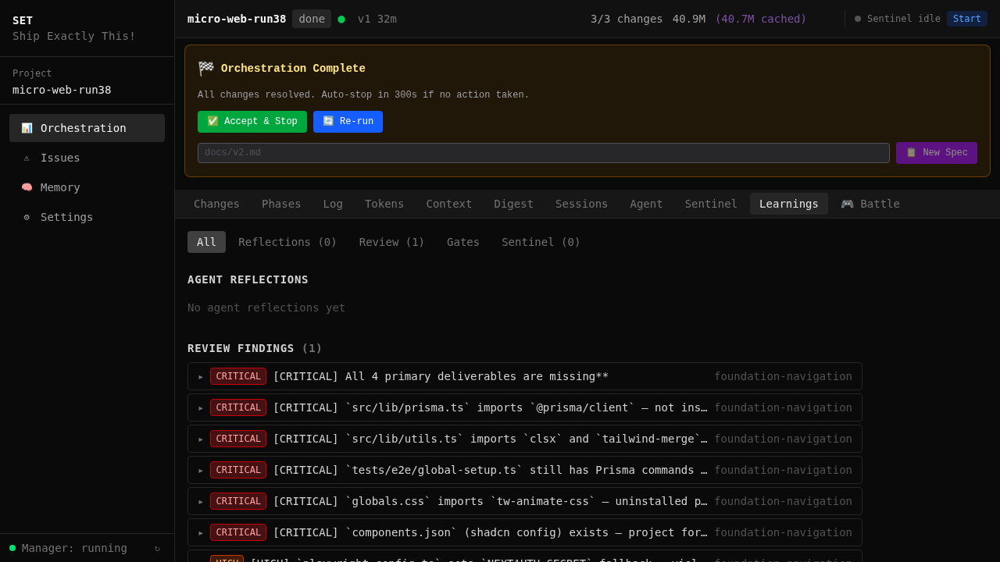 SET
Ship Exactly This!
Project
micro-web-run38
Orchestration
Issues
Memory
Settings
Manager: running
micro-web-run38 done v1 32m 3/3 changes 40.9M (40.7M cached) Sentinel idle Start
Orchestration Complete
All changes resolved. Auto-stop in 300s if no action taken.
Accept & Stop Re-run
docs/v2.md New Spec
Changes Phases Log Tokens Context Digest Sessions Agent Sentinel Learnings Battle
All Reflections (0) Review (1) Gates Sentinel (0)
AGENT REFLECTIONS
No agent reflections yet
REVIEW FINDINGS (1)
▸ CRITICAL [CRITICAL] All 4 primary deliverables are missing** foundation-navigation
▸ CRITICAL [CRITICAL] `src/lib/prisma.ts` imports `@prisma/client` — not ins… foundation-navigation
▸ CRITICAL [CRITICAL] `src/lib/utils.ts` imports `clsx` and `tailwind-merge`… foundation-navigation
▸ CRITICAL [CRITICAL] `tests/e2e/global-setup.ts` still has Prisma commands … foundation-navigation
▸ CRITICAL [CRITICAL] `globals.css` imports `tw-animate-css` — uninstalled p… foundation-navigation
▸ CRITICAL [CRITICAL] `components.json` (shadcn config) exists — project for… foundation-navigation
HIGH [HIGH] `playwright.config.ts` sets `NEXTAUTH_SECRET` fallback — viol… foundation-navigation